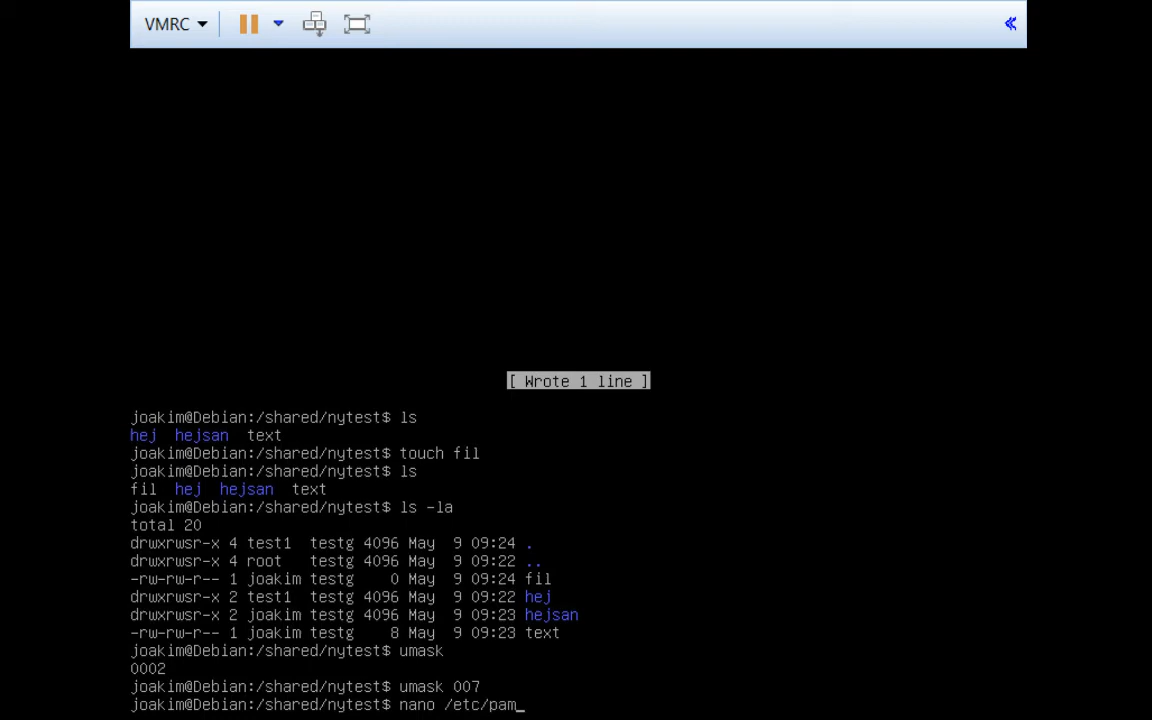 VMRC
[ Wrote 1 line ]
joakim@Debian:/shared/nytest$ ls
hej  hejsan  text
joakim@Debian:/shared/nytest$ touch fil
joakim@Debian:/shared/nytest$ ls
fil  hej  hejsan  text
joakim@Debian:/shared/nytest$ ls -la
total 20
drwxrwsr-x 4 test1  testg 4096 May  9 09:24 .
drwxrwsr-x 4 root   testg 4096 May  9 09:22 ..
-rw-rw-r-- 1 joakim testg    0 May  9 09:24 fil
drwxrwsr-x 2 test1  testg 4096 May  9 09:22 hej
drwxrwsr-x 2 joakim testg 4096 May  9 09:23 hejsan
-rw-rw-r-- 1 joakim testg    8 May  9 09:23 text
joakim@Debian:/shared/nytest$ umask
0002
joakim@Debian:/shared/nytest$ umask 007
joakim@Debian:/shared/nytest$ nano /etc/pam_